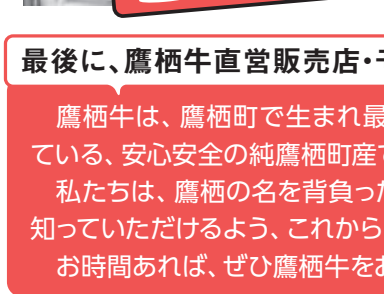 最後に、鷹栖牛直営販売店・
鷹栖牛は、鷹栖町で生まれ最
ている、安心安全の純鷹栖町産
私たちは、鷹栖の名を背負っ
知っていただけるよう、これから
お時間あれば、ぜひ鷹栖牛を